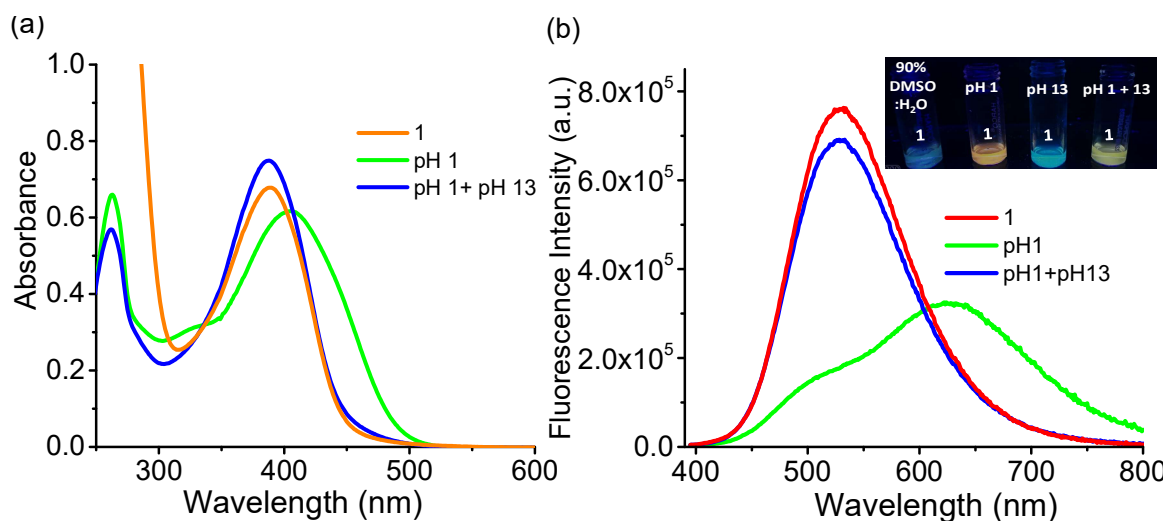 (a)
Absorbance
1.0
0.8
0.6
0.4
0.2
0.0
300
400
500
600
Wavelength (nm)
1
pH 1
pH 1+ pH 13
(b)
Fluorescence Intensity (a.u.)
8.0x10⁵
6.0x10⁵
4.0x10⁵
2.0x10⁵
0.0
400
500
600
700
800
Wavelength (nm)
90%
DMSO
:H₂O
1
pH 1
1
pH 13
1
pH 1 + 13
1
1
pH1
pH1+pH13